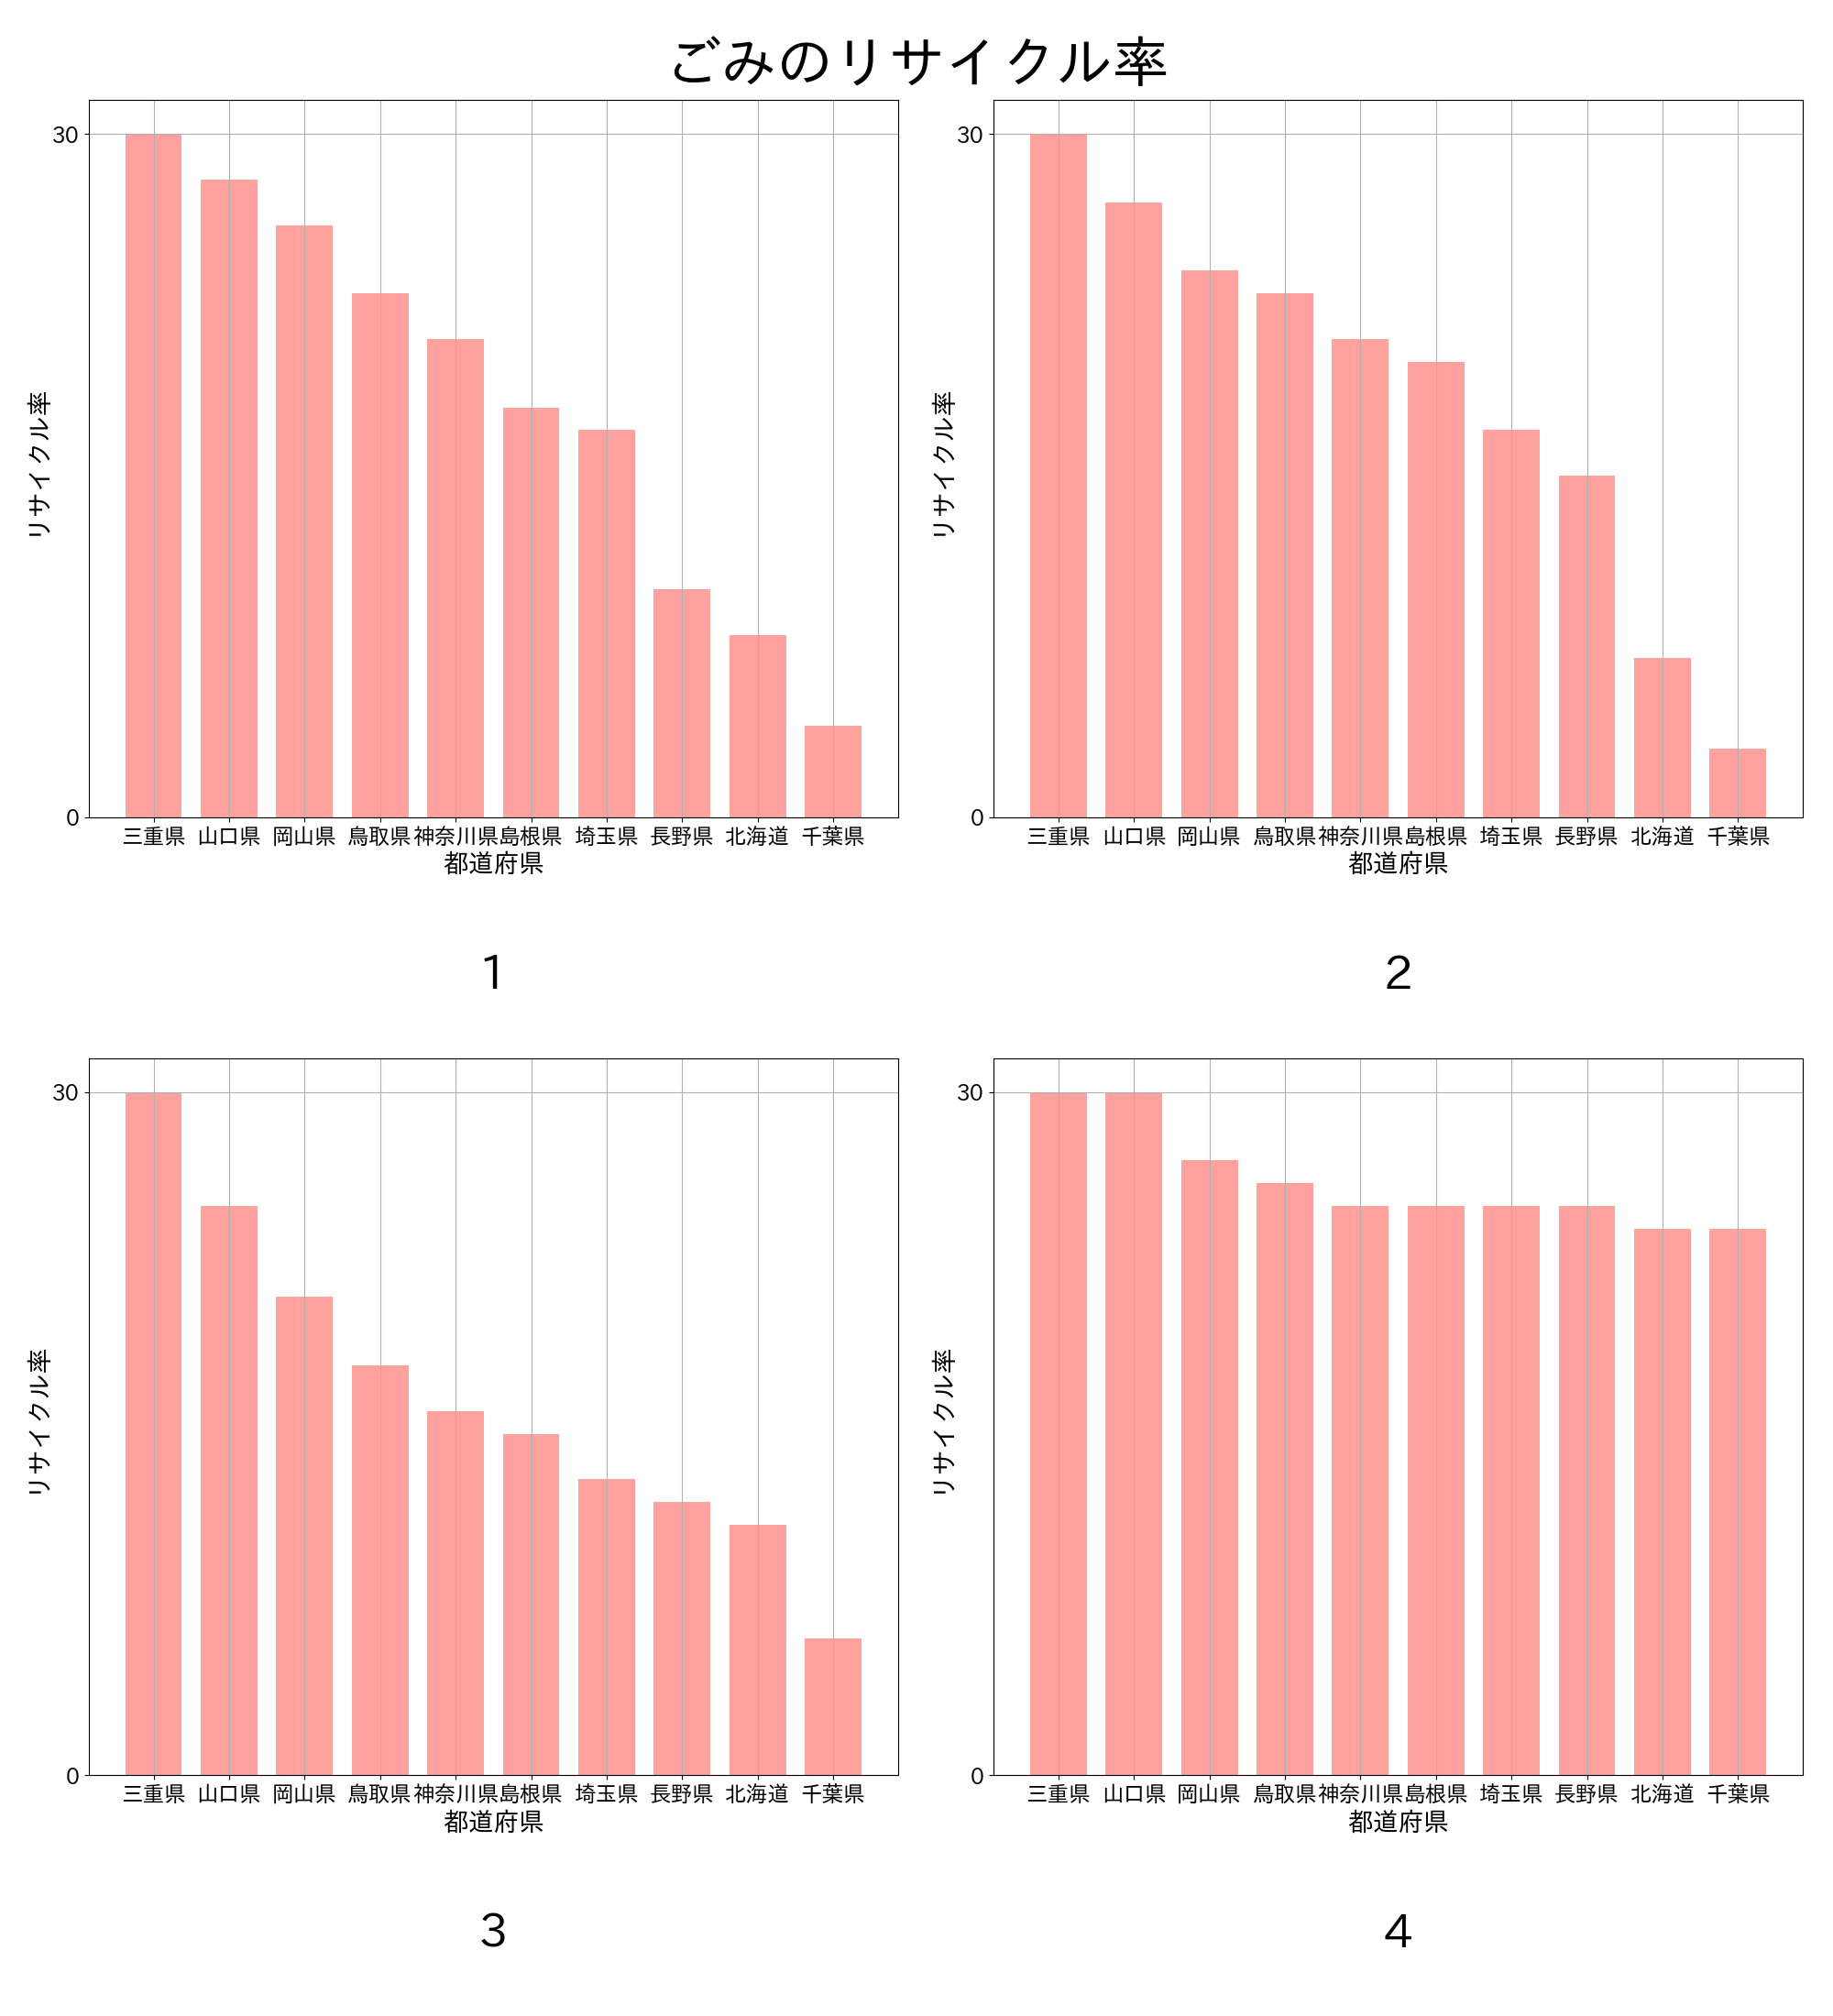 ごみのリサイクル率
30
0
リサイクル率
三重県 山口県 岡山県 鳥取県 神奈川県 島根県 埼玉県 長野県 北海道 千葉県
都道府県
1
30
0
リサイクル率
三重県 山口県 岡山県 鳥取県 神奈川県 島根県 埼玉県 長野県 北海道 千葉県
都道府県
2
30
0
リサイクル率
三重県 山口県 岡山県 鳥取県 神奈川県 島根県 埼玉県 長野県 北海道 千葉県
都道府県
3
30
0
リサイクル率
三重県 山口県 岡山県 鳥取県 神奈川県 島根県 埼玉県 長野県 北海道 千葉県
都道府県
4